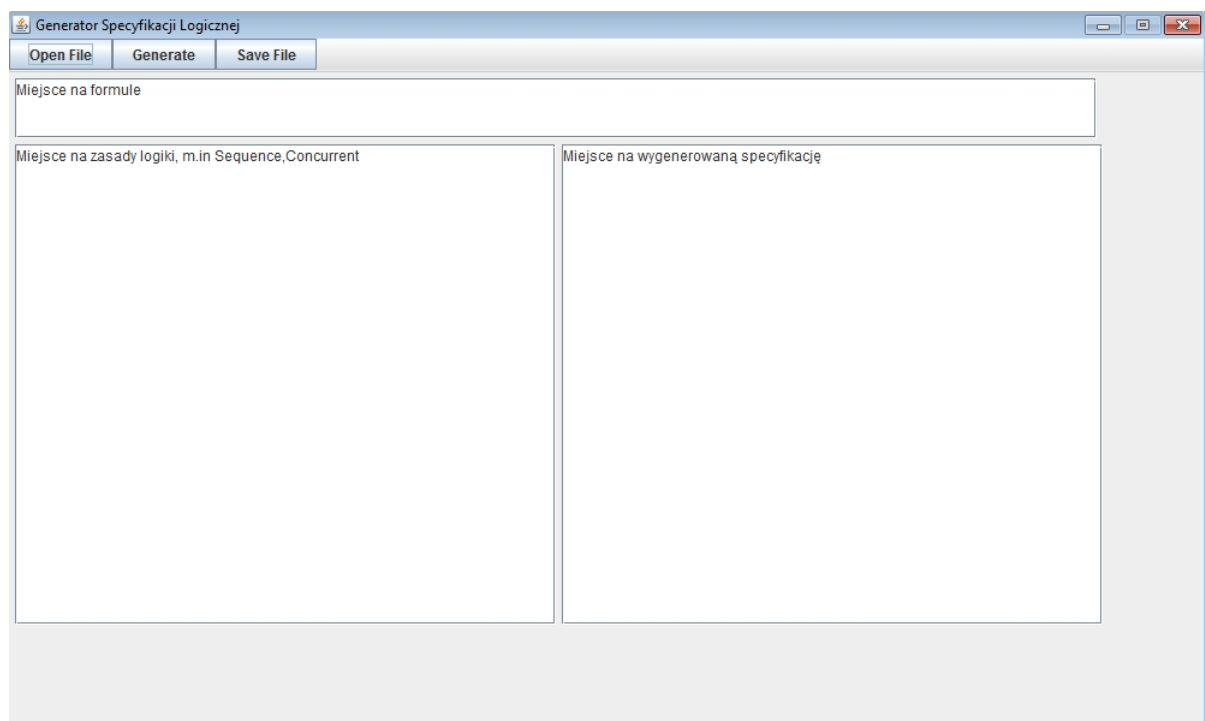 Generator Specyfikacji Logicznej
Open File Generate Save File
Miejsce na formule
Miejsce na zasady logiki, m.in Sequence,Concurrent
Miejsce na wygenerowaną specyfikację